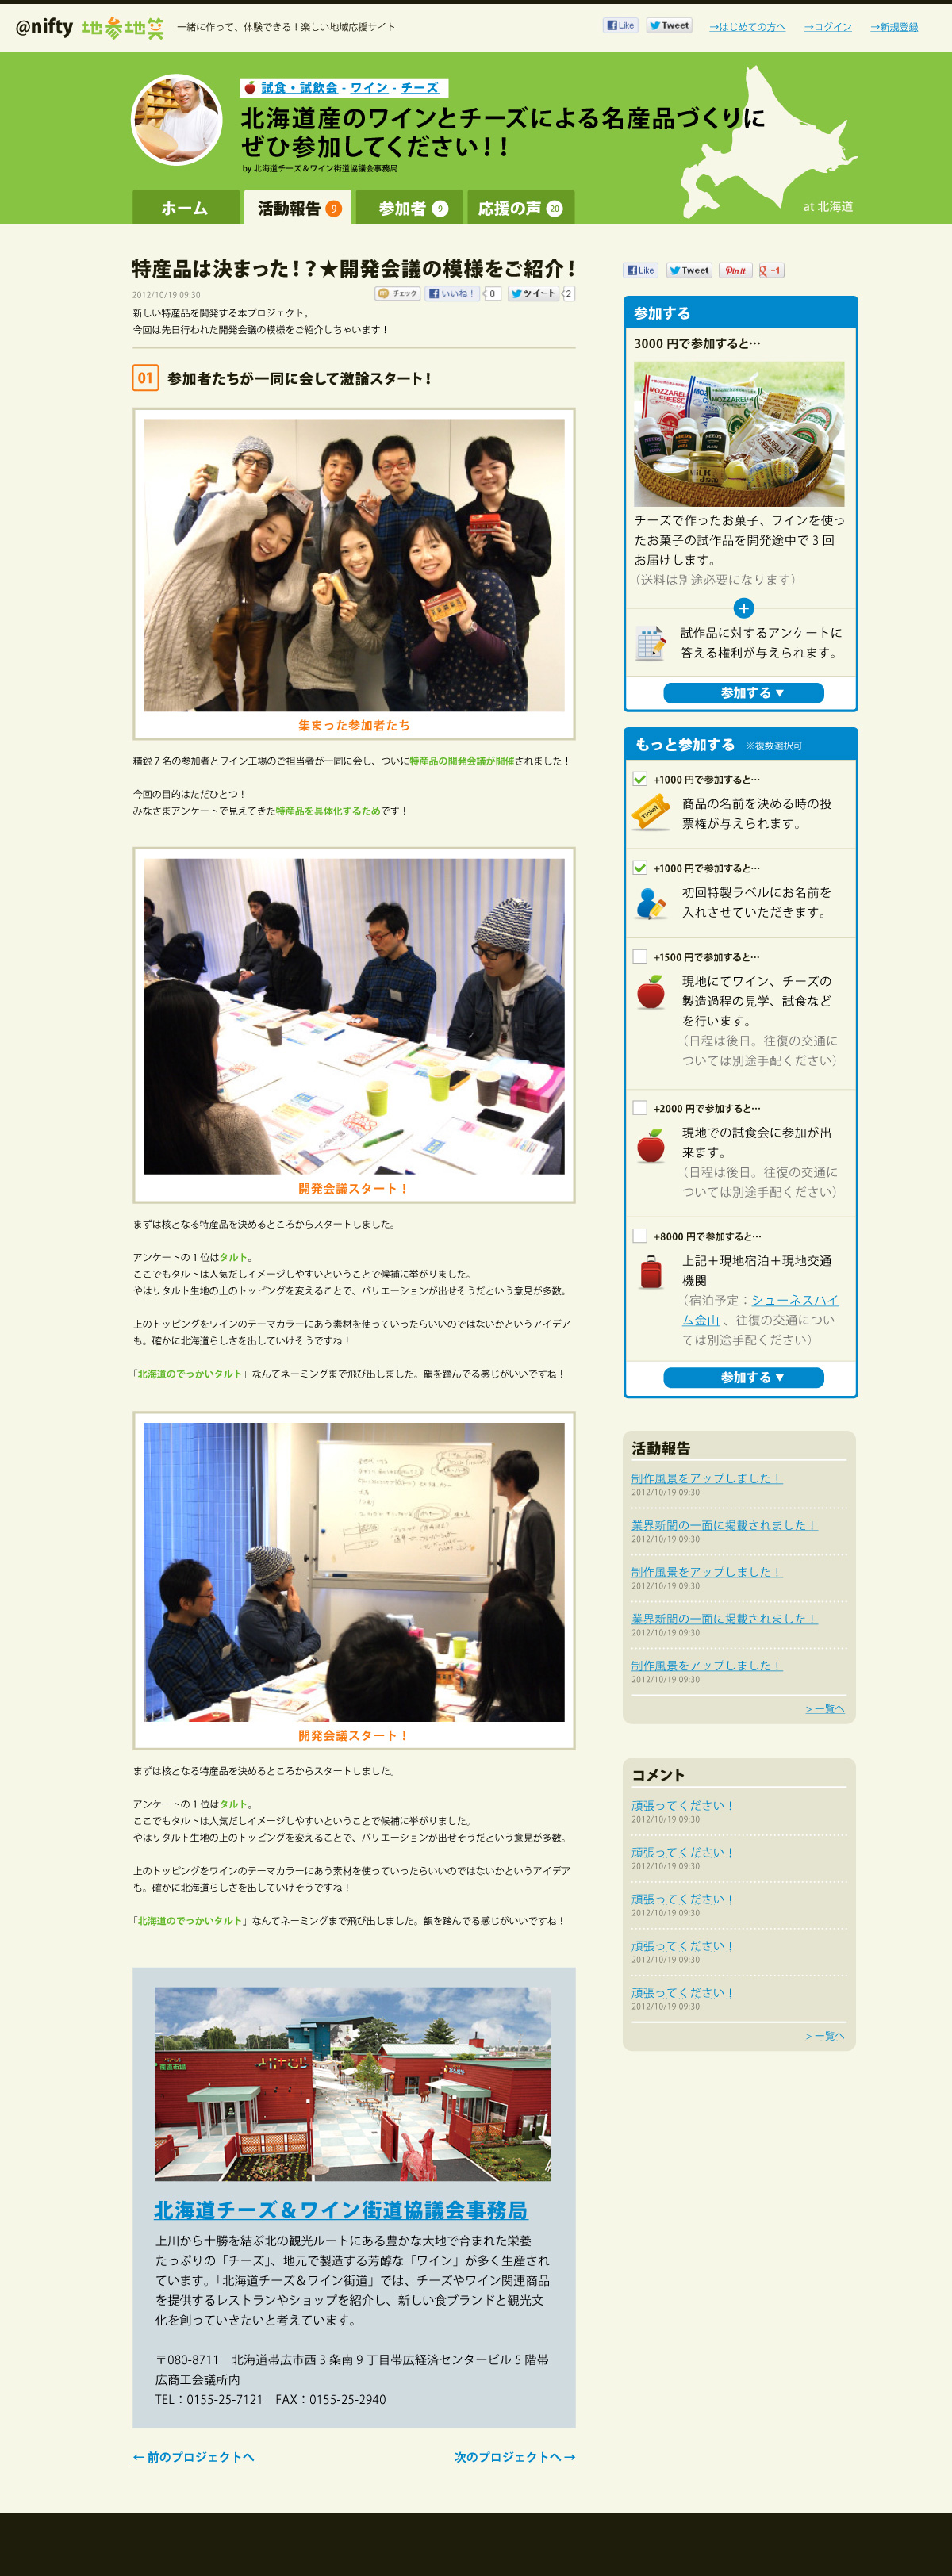 @nifty 地参地笑 一緒に作って、体験できる！楽しい地域応援サイト
Like Tweet →はじめての方へ →ログイン →新規登録
試食・試飲会 - ワイン - チーズ
北海道産のワインとチーズによる名産品づくりに
ぜひ参加してください！！
by 北海道チーズ＆ワイン街道協議会事務局
at 北海道
ホーム 活動報告 9 参加者 9 応援の声 20
特産品は決まった！？★開発会議の模様をご紹介！
2012/10/19 09:30
チェック いいね！ 0 ツイート 2
新しい特産品を開発する本プロジェクト。
今回は先日行われた開発会議の模様をご紹介しちゃいます！
01 参加者たちが一同に会して激論スタート！
集まった参加者たち
精鋭７名の参加者とワイン工場のご担当者が一同に会し、ついに特産品の開発会議が開催されました！
今回の目的はただひとつ！
みなさまアンケートで見えてきた特産品を具体化するためです！
開発会議スタート！
まずは核となる特産品を決めるところからスタートしました。
アンケートの１位はタルト。
ここでもタルトは人気だしイメージしやすいということで候補に挙がりました。
やはりタルト生地の上のトッピングを変えることで、バリエーションが出せそうだという意見が多数。
上のトッピングをワインのテーマカラーにあう素材を使っていったらいいのではないかというアイデア
も。確かに北海道らしさを出していけそうですね！
「北海道のでっかいタルト」なんてネーミングまで飛び出しました。韻を踏んでる感じがいいですね！
開発会議スタート！
まずは核となる特産品を決めるところからスタートしました。
アンケートの１位はタルト。
ここでもタルトは人気だしイメージしやすいということで候補に挙がりました。
やはりタルト生地の上のトッピングを変えることで、バリエーションが出せそうだという意見が多数。
上のトッピングをワインのテーマカラーにあう素材を使っていったらいいのではないかというアイデア
も。確かに北海道らしさを出していけそうですね！
「北海道のでっかいタルト」なんてネーミングまで飛び出しました。韻を踏んでる感じがいいですね！
北海道チーズ＆ワイン街道協議会事務局
上川から十勝を結ぶ北の観光ルートにある豊かな大地で育まれた栄養
たっぷりの「チーズ」、地元で製造する芳醇な「ワイン」が多く生産され
ています。「北海道チーズ＆ワイン街道」では、チーズやワイン関連商品
を提供するレストランやショップを紹介し、新しい食ブランドと観光文
化を創っていきたいと考えています。
〒080-8711　北海道帯広市西３条南９丁目帯広経済センタービル５階帯
広商工会議所内
TEL：0155-25-7121　FAX：0155-25-2940
←前のプロジェクトへ 次のプロジェクトへ→
Like Tweet Pin it +1
参加する
3000 円で参加すると…
MOZZARELLA CHEESE
NEEDS NEEDS NEEDS
チーズで作ったお菓子、ワインを使っ
たお菓子の試作品を開発途中で３回
お届けします。
（送料は別途必要になります）
+
試作品に対するアンケートに
答える権利が与えられます。
参加する▼
もっと参加する ※複数選択可
+1000 円で参加すると…
Ticket
商品の名前を決める時の投
票権が与えられます。
+1000 円で参加すると…
初回特製ラベルにお名前を
入れさせていただきます。
+1500 円で参加すると…
現地にてワイン、チーズの
製造過程の見学、試食など
を行います。
（日程は後日。往復の交通に
ついては別途手配ください）
+2000 円で参加すると…
現地での試食会に参加が出
来ます。
（日程は後日。往復の交通に
ついては別途手配ください）
+8000 円で参加すると…
上記＋現地宿泊＋現地交通
機関
（宿泊予定：シューネスハイ
ム金山 、往復の交通につい
ては別途手配ください）
参加する▼
活動報告
制作風景をアップしました！
2012/10/19 09:30
業界新聞の一面に掲載されました！
2012/10/19 09:30
制作風景をアップしました！
2012/10/19 09:30
業界新聞の一面に掲載されました！
2012/10/19 09:30
制作風景をアップしました！
2012/10/19 09:30
> 一覧へ
コメント
頑張ってください！
2012/10/19 09:30
頑張ってください！
2012/10/19 09:30
頑張ってください！
2012/10/19 09:30
頑張ってください！
2012/10/19 09:30
頑張ってください！
2012/10/19 09:30
> 一覧へ